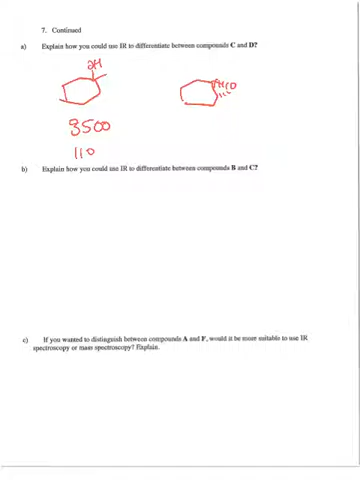 7. Continued
a) Explain how you could use IR to differentiate between compounds C and D?
OH
3500
110
b) Explain how you could use IR to differentiate between compounds B and C?
c) If you wanted to distinguish between compounds A and F, would it be more suitable to use IR
spectroscopy or mass spectroscopy? Explain.